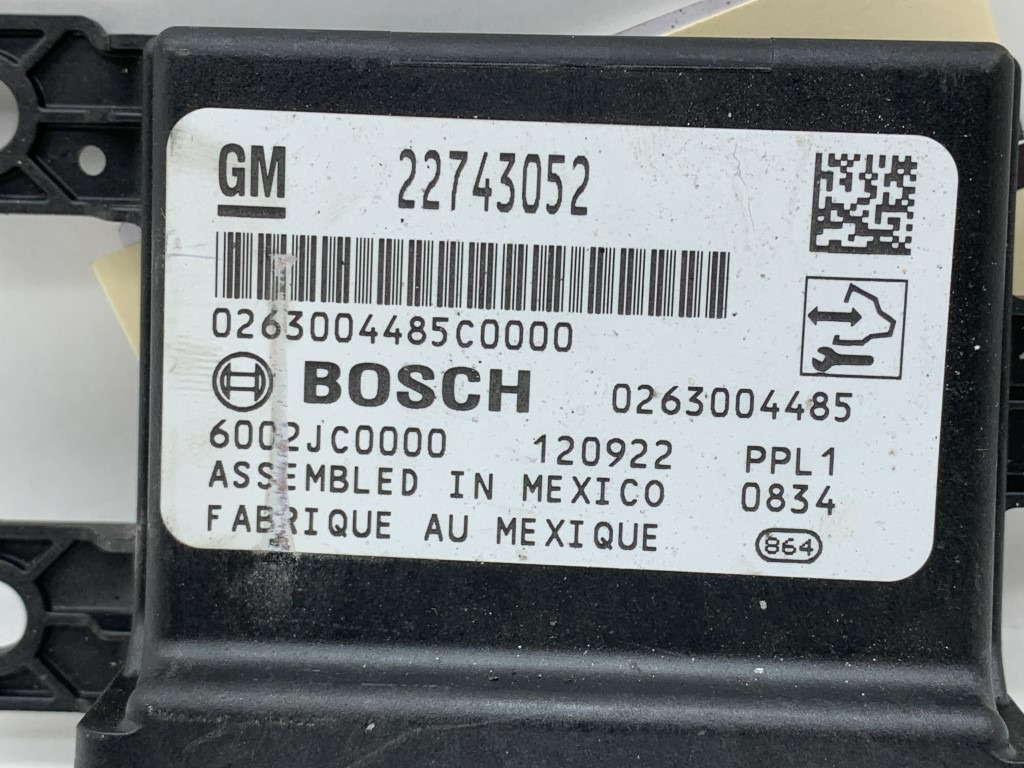 GM 22743052
0263004485C0000
BOSCH 0263004485
6002JC0000 120922 PPL1
ASSEMBLED IN MEXICO 0834
FABRIQUE AU MEXIQUE 864